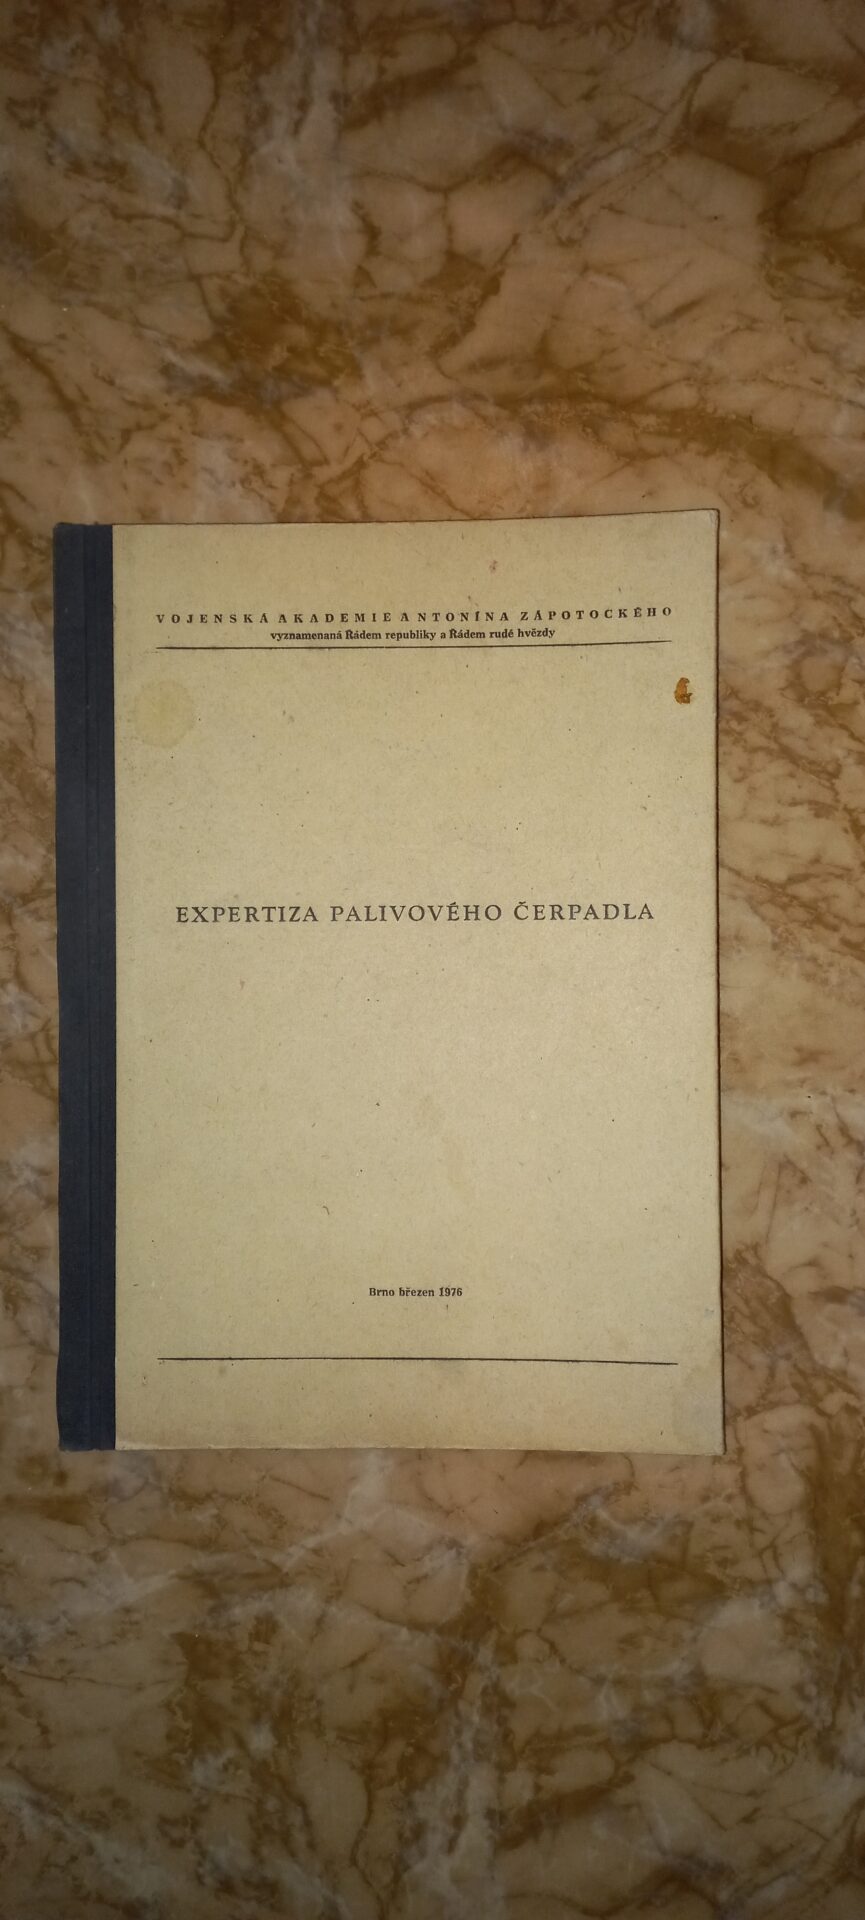 VOJENSKÁ AKADEMIE ANTONÍNA ZÁPOTOCKÉHO
vyznamenaná Řádem republiky a Řádem rudé hvězdy
EXPERTIZA PALIVOVÉHO ČERPADLA
Brno březen 1976